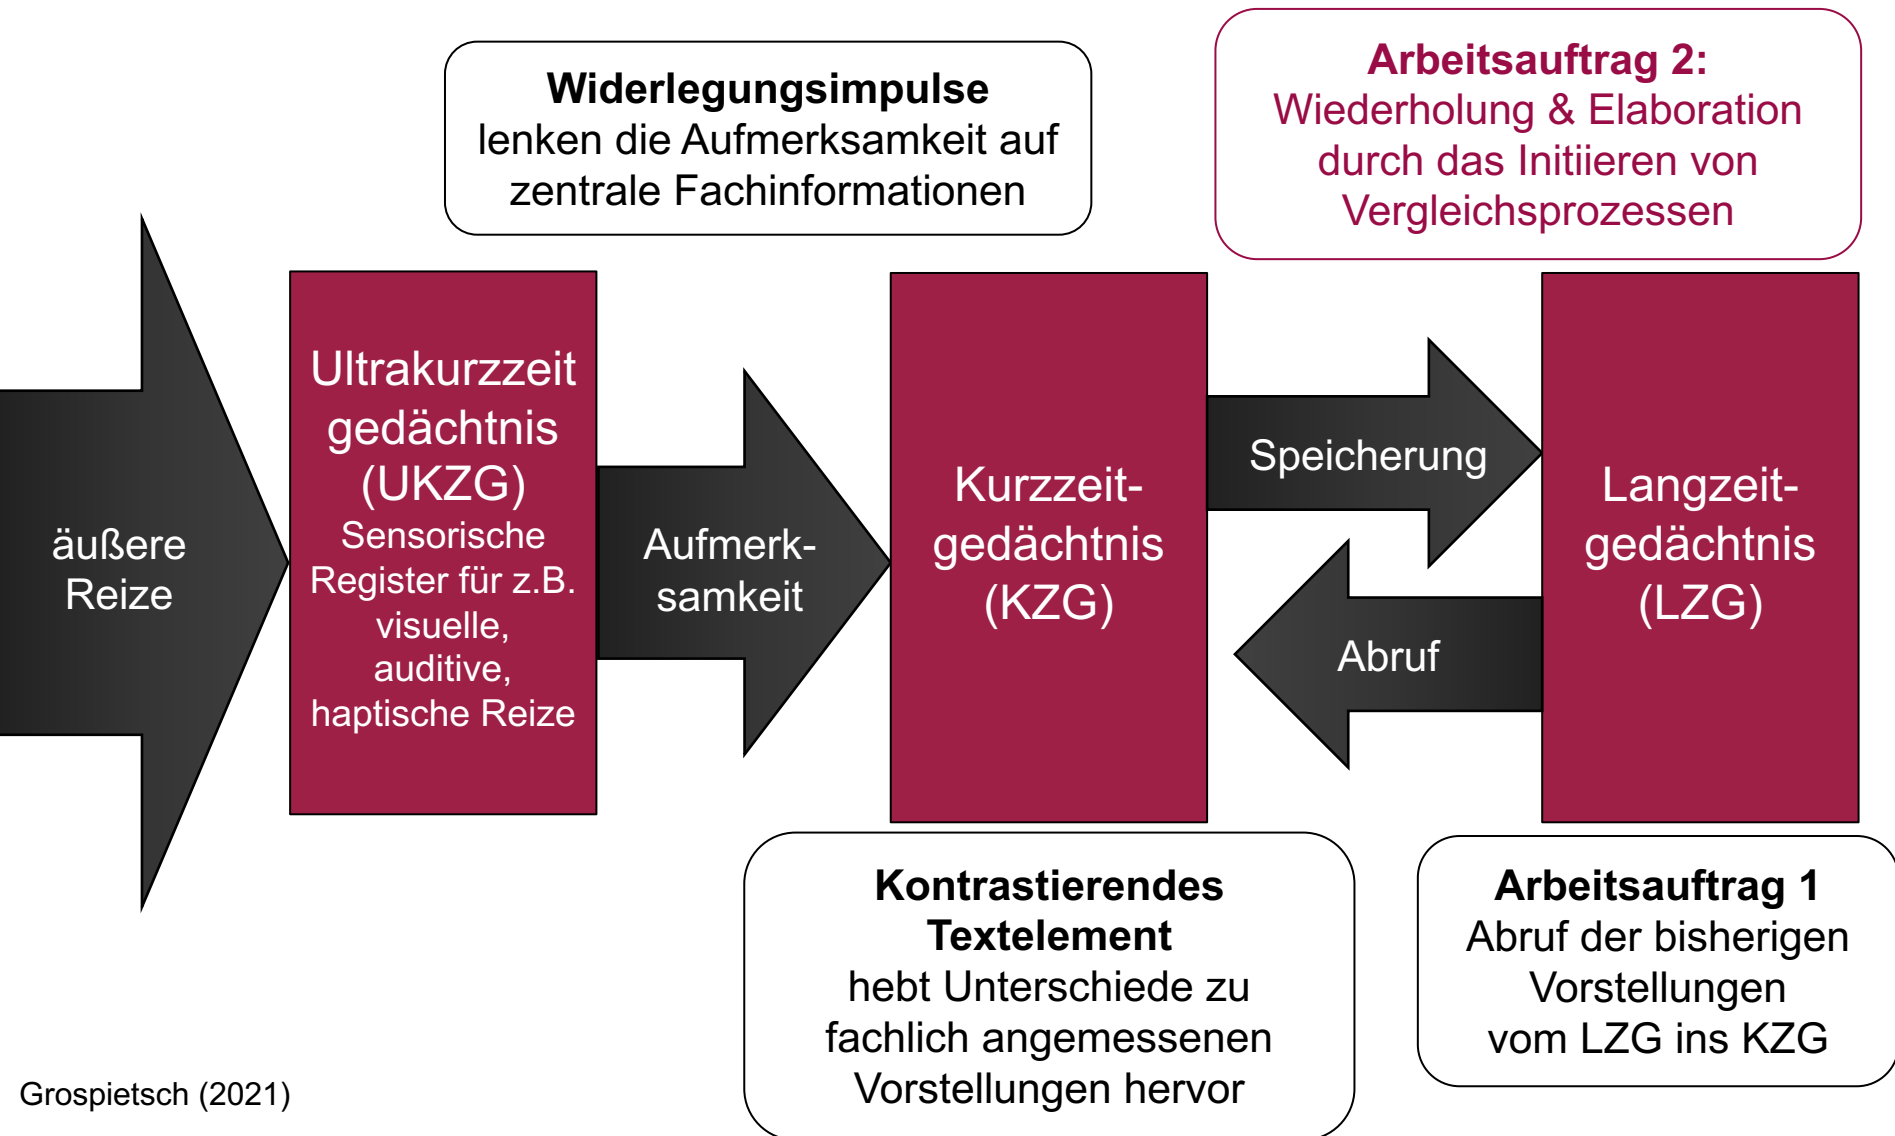 Widerlegungsimpulse
lenken die Aufmerksamkeit auf
zentrale Fachinformationen
Arbeitsauftrag 2:
Wiederholung & Elaboration
durch das Initiieren von
Vergleichsprozessen
äußere
Reize
Ultrakurzzeit
gedächtnis
(UKZG)
Sensorische
Register für z.B.
visuelle,
auditive,
haptische Reize
Aufmerk-
samkeit
Kurzzeit-
gedächtnis
(KZG)
Speicherung
Abruf
Langzeit-
gedächtnis
(LZG)
Kontrastierendes
Textelement
hebt Unterschiede zu
fachlich angemessenen
Vorstellungen hervor
Arbeitsauftrag 1
Abruf der bisherigen
Vorstellungen
vom LZG ins KZG
Grospietsch (2021)